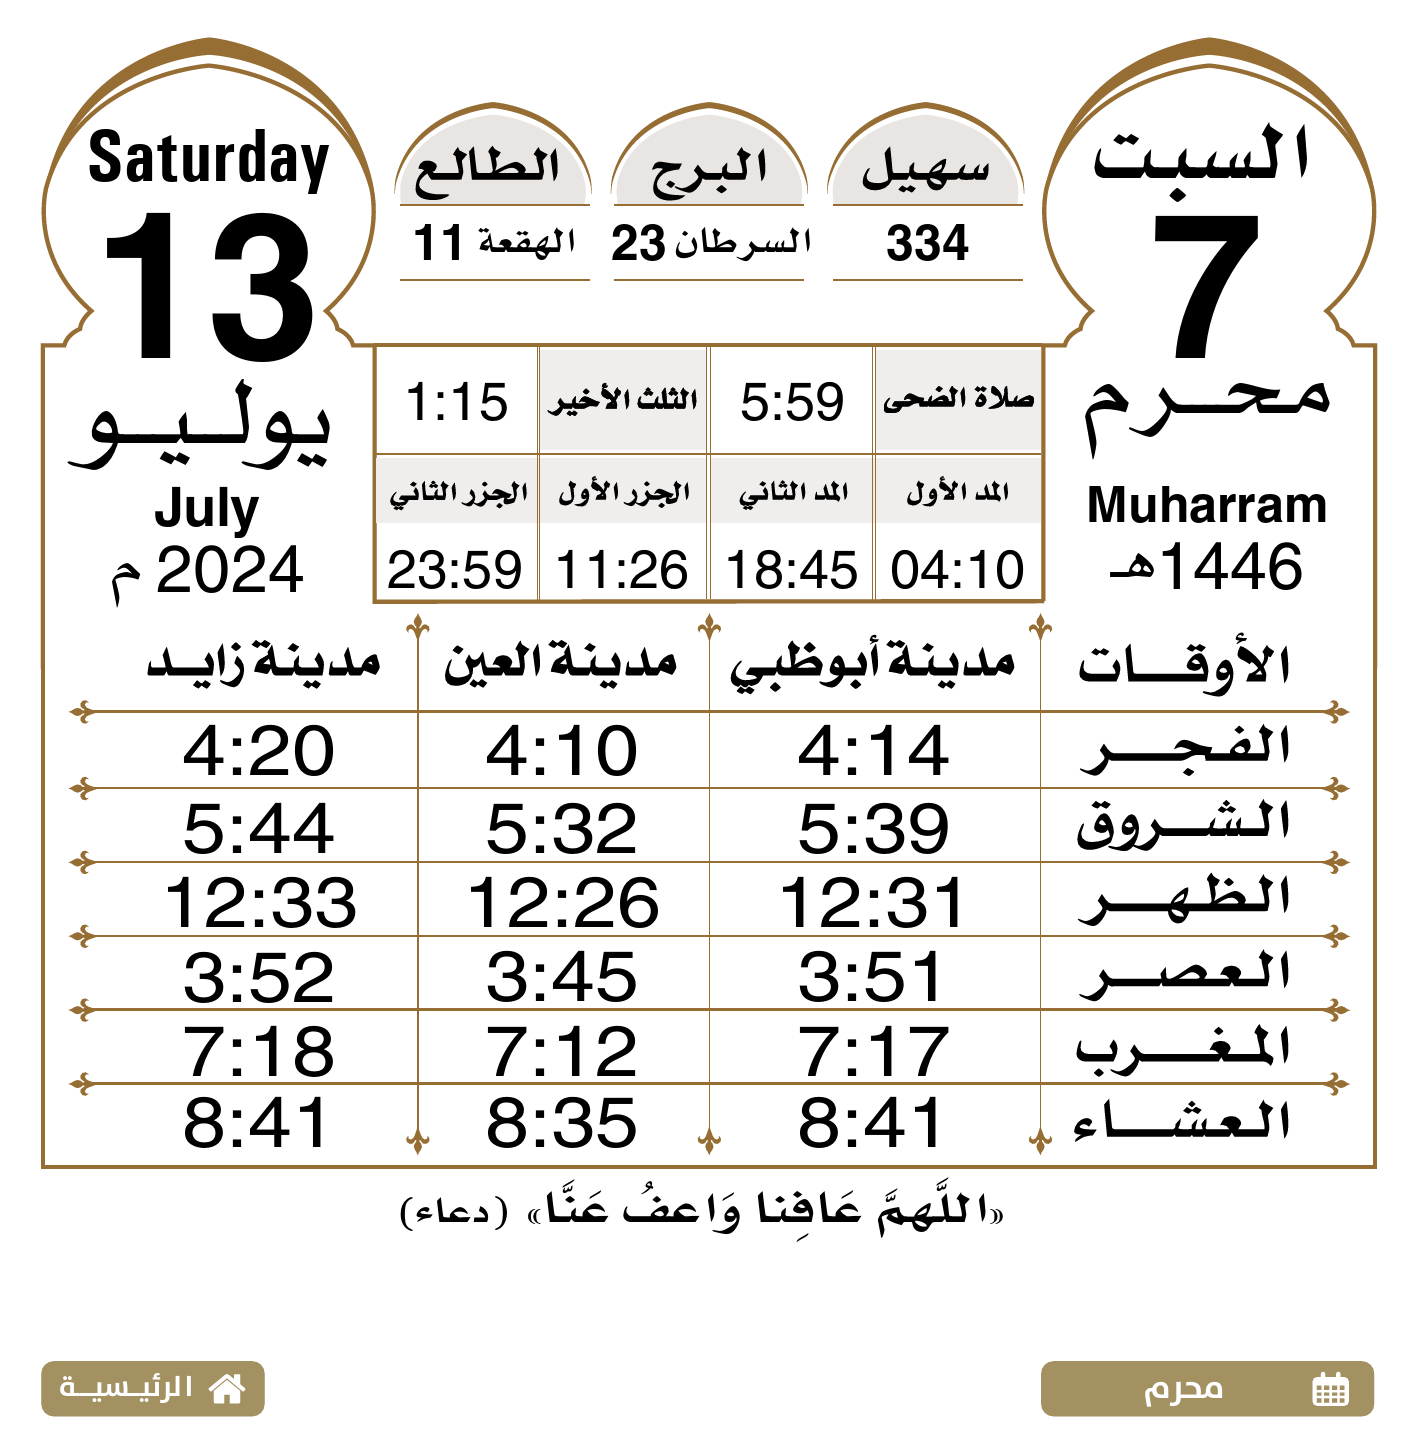 السبت
7
محرم
Muharram
1446هـ
سهيل
334
البرج
السرطان 23
الطالع
الهقعة 11
Saturday
13
يوليو
July
2024 م
صلاة الضحى 5:59 الثلث الأخير 1:15
المد الأول المد الثاني الجزر الأول الجزر الثاني
04:10 18:45 11:26 23:59
الأوقات مدينة أبوظبي مدينة العين مدينة زايد
الفجر 4:14 4:10 4:20
الشروق 5:39 5:32 5:44
الظهر 12:31 12:26 12:33
العصر 3:51 3:45 3:52
المغرب 7:17 7:12 7:18
العشاء 8:41 8:35 8:41
«اللَّهمَّ عَافِنا وَاعفُ عَنَّا» (دعاء)
محرم
الرئيسية